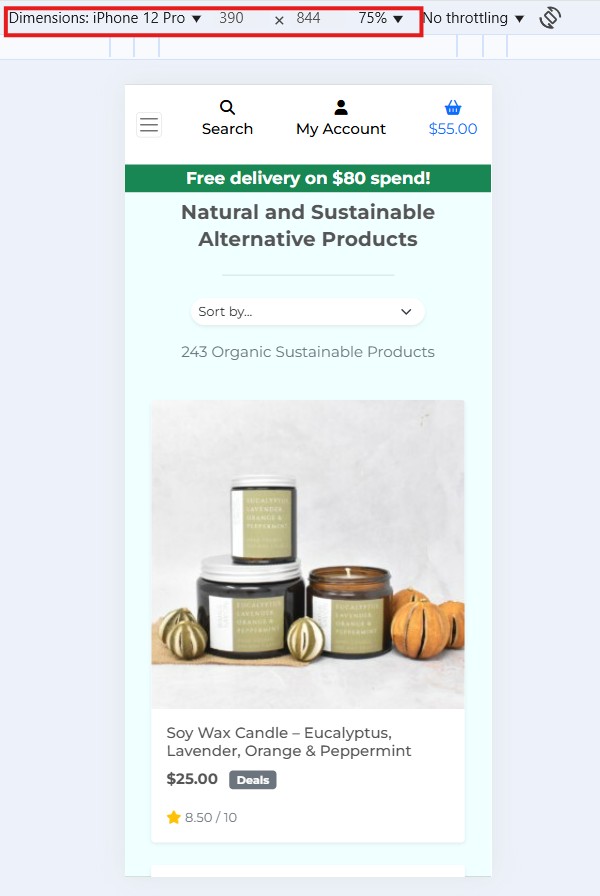 Dimensions: iPhone 12 Pro ▼ 390 × 844 75% ▼ No throttling ▼
Search My Account $55.00
Free delivery on $80 spend!
Natural and Sustainable
Alternative Products
Sort by...
243 Organic Sustainable Products
EUCALYPTUS,
LAVENDER,
ORANGE &
PEPPERMINT
EUCALYPTUS,
LAVENDER,
ORANGE &
PEPPERMINT
EUCALYPTUS,
LAVENDER,
ORANGE &
PEPPERMINT
Soy Wax Candle – Eucalyptus,
Lavender, Orange & Peppermint
$25.00 Deals
8.50 / 10